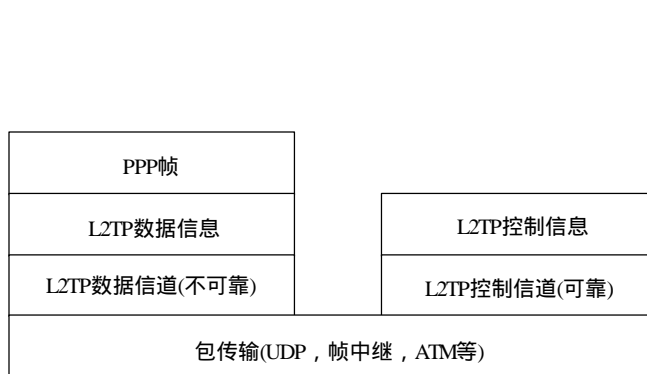 PPP帧
L2TP数据信息
L2TP控制信息
L2TP数据信道(不可靠)
L2TP控制信道(可靠)
包传输(UDP，帧中继，ATM等)